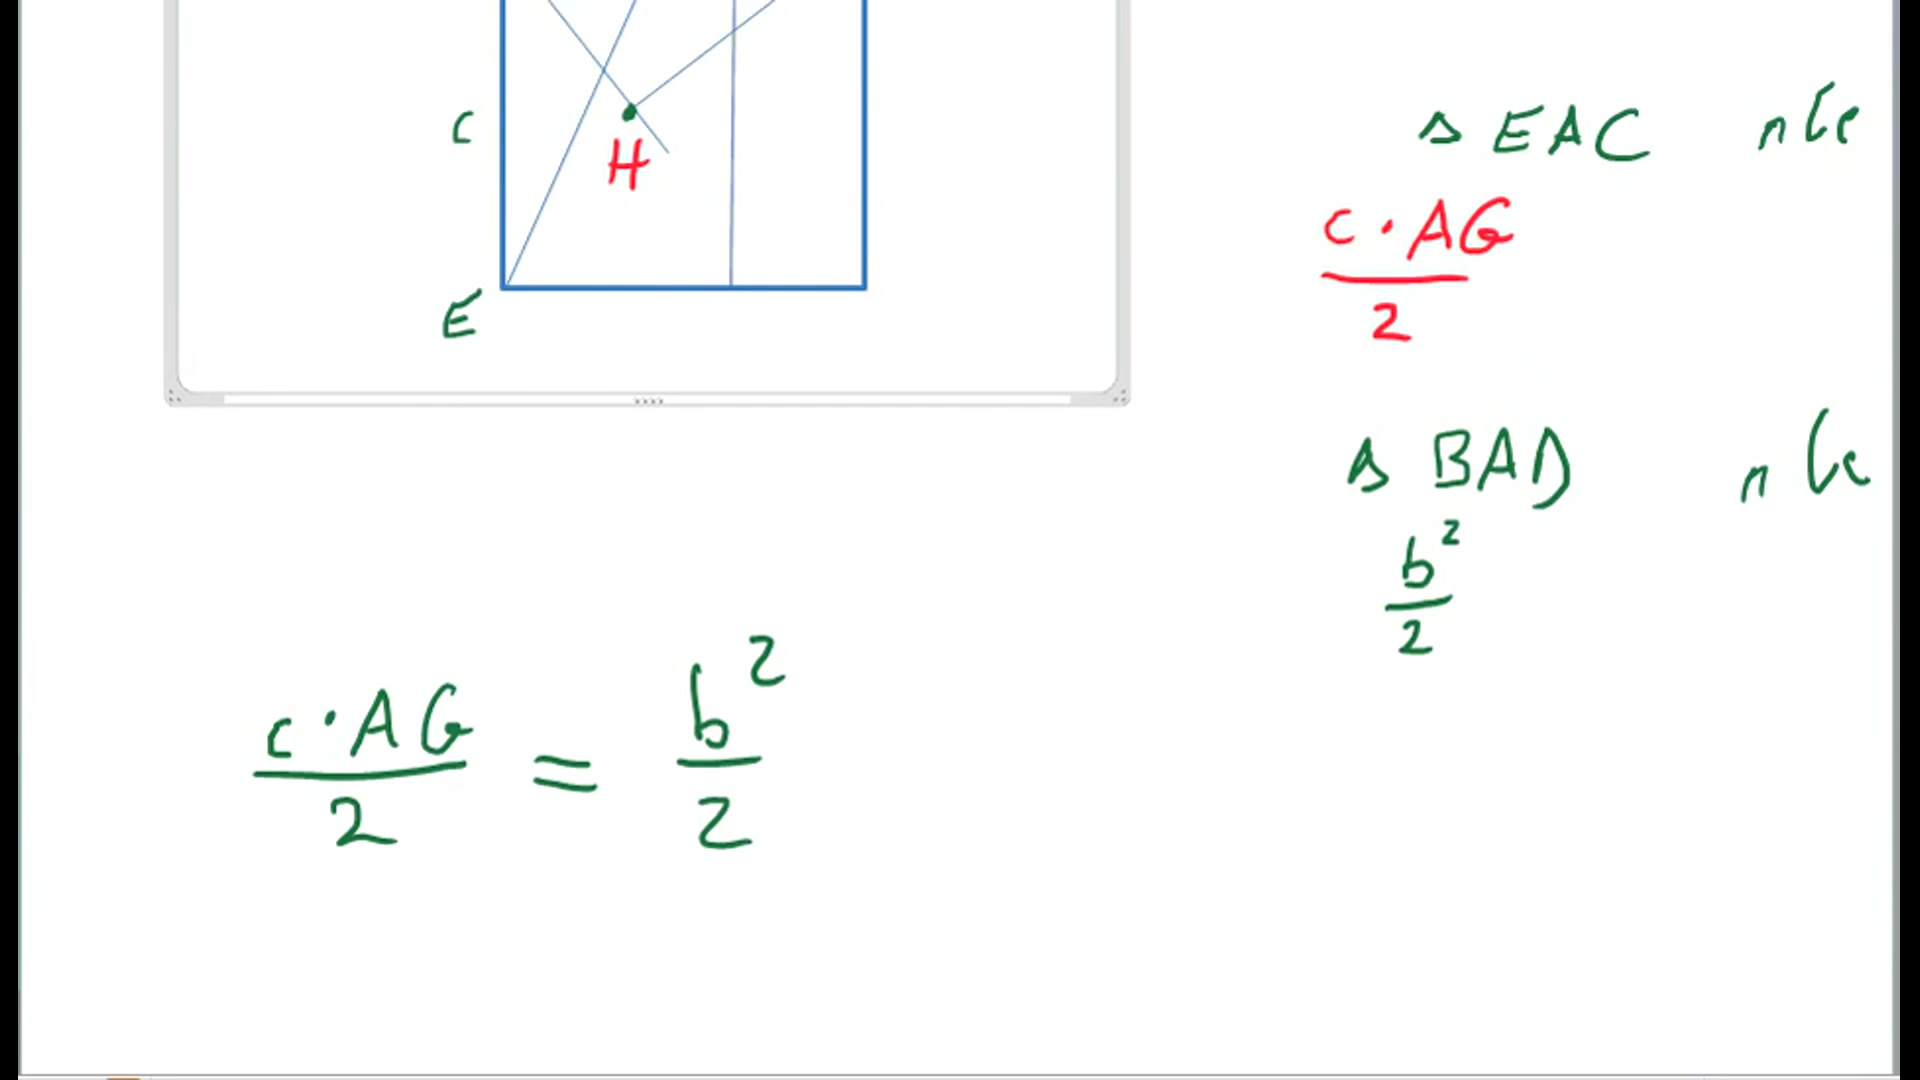 C
H
E
Δ EAC
c · AG
2
Δ BAD
b²
2
c · AG = b²
2 2